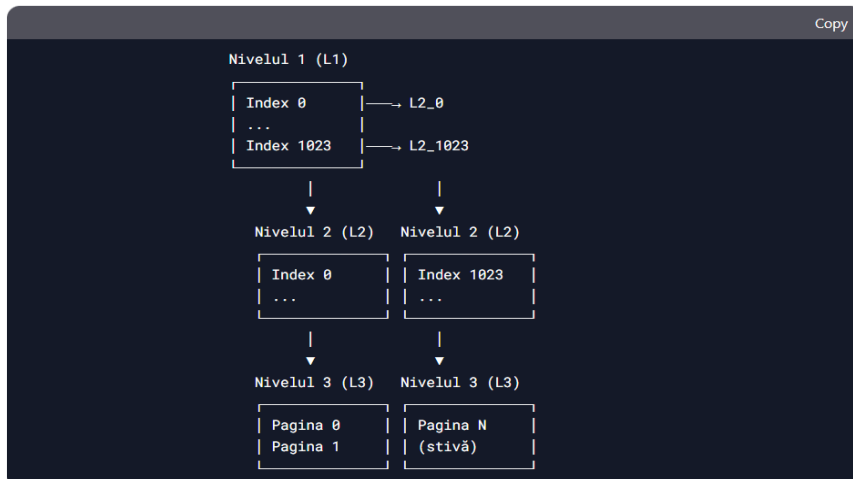 Copy
Nivelul 1 (L1)
Index 0 → L2_0
...
Index 1023 → L2_1023
Nivelul 2 (L2) Nivelul 2 (L2)
Index 0 Index 1023
... ...
Nivelul 3 (L3) Nivelul 3 (L3)
Pagina 0 Pagina N
Pagina 1 (stivă)